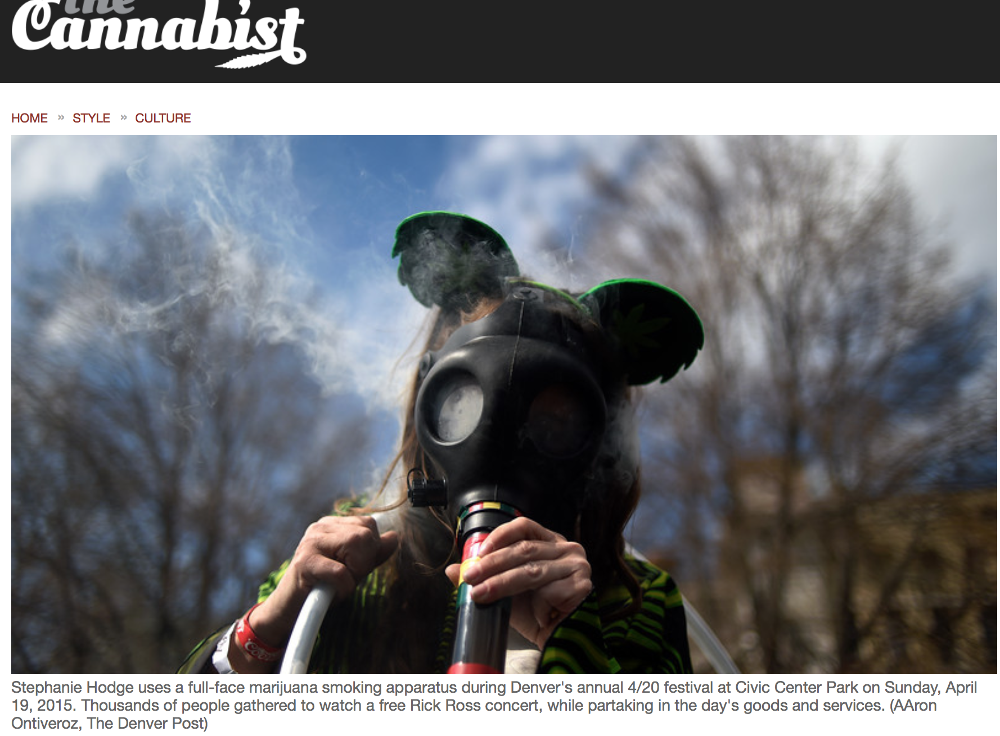 the
Cannabist
HOME » STYLE » CULTURE
Stephanie Hodge uses a full-face marijuana smoking apparatus during Denver's annual 4/20 festival at Civic Center Park on Sunday, April
19, 2015. Thousands of people gathered to watch a free Rick Ross concert, while partaking in the day's goods and services. (AAron
Ontiveroz, The Denver Post)